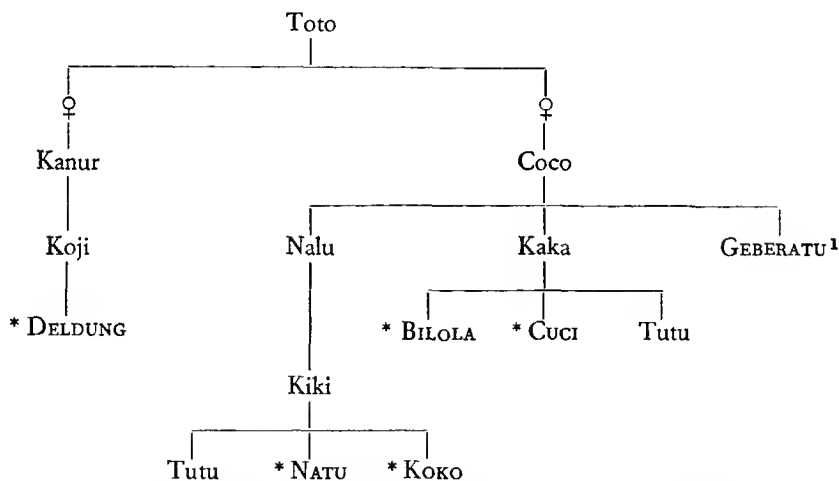 Toto
♀ ♀
Kanur Coco
Koji Nalu Kaka GEBERATU¹
* DELDUNG * BILOLA * CUCI Tutu
Kiki
Tutu * NATU * KOKO